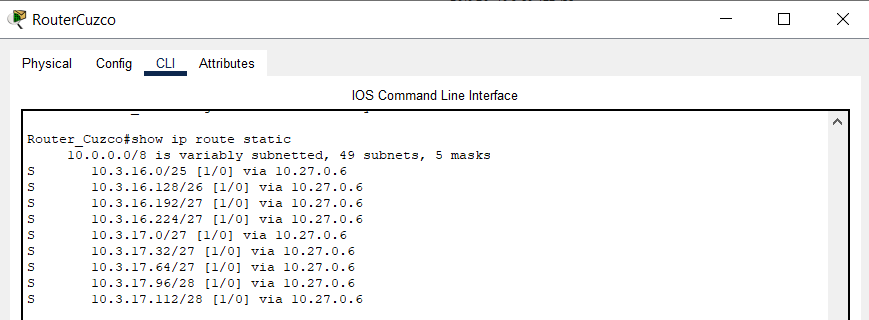 RouterCuzco
Physical Config CLI Attributes
IOS Command Line Interface
Router_Cuzco#show ip route static
10.0.0.0/8 is variably subnetted, 49 subnets, 5 masks
S 10.3.16.0/25 [1/0] via 10.27.0.6
S 10.3.16.128/26 [1/0] via 10.27.0.6
S 10.3.16.192/27 [1/0] via 10.27.0.6
S 10.3.16.224/27 [1/0] via 10.27.0.6
S 10.3.17.0/27 [1/0] via 10.27.0.6
S 10.3.17.32/27 [1/0] via 10.27.0.6
S 10.3.17.64/27 [1/0] via 10.27.0.6
S 10.3.17.96/28 [1/0] via 10.27.0.6
S 10.3.17.112/28 [1/0] via 10.27.0.6